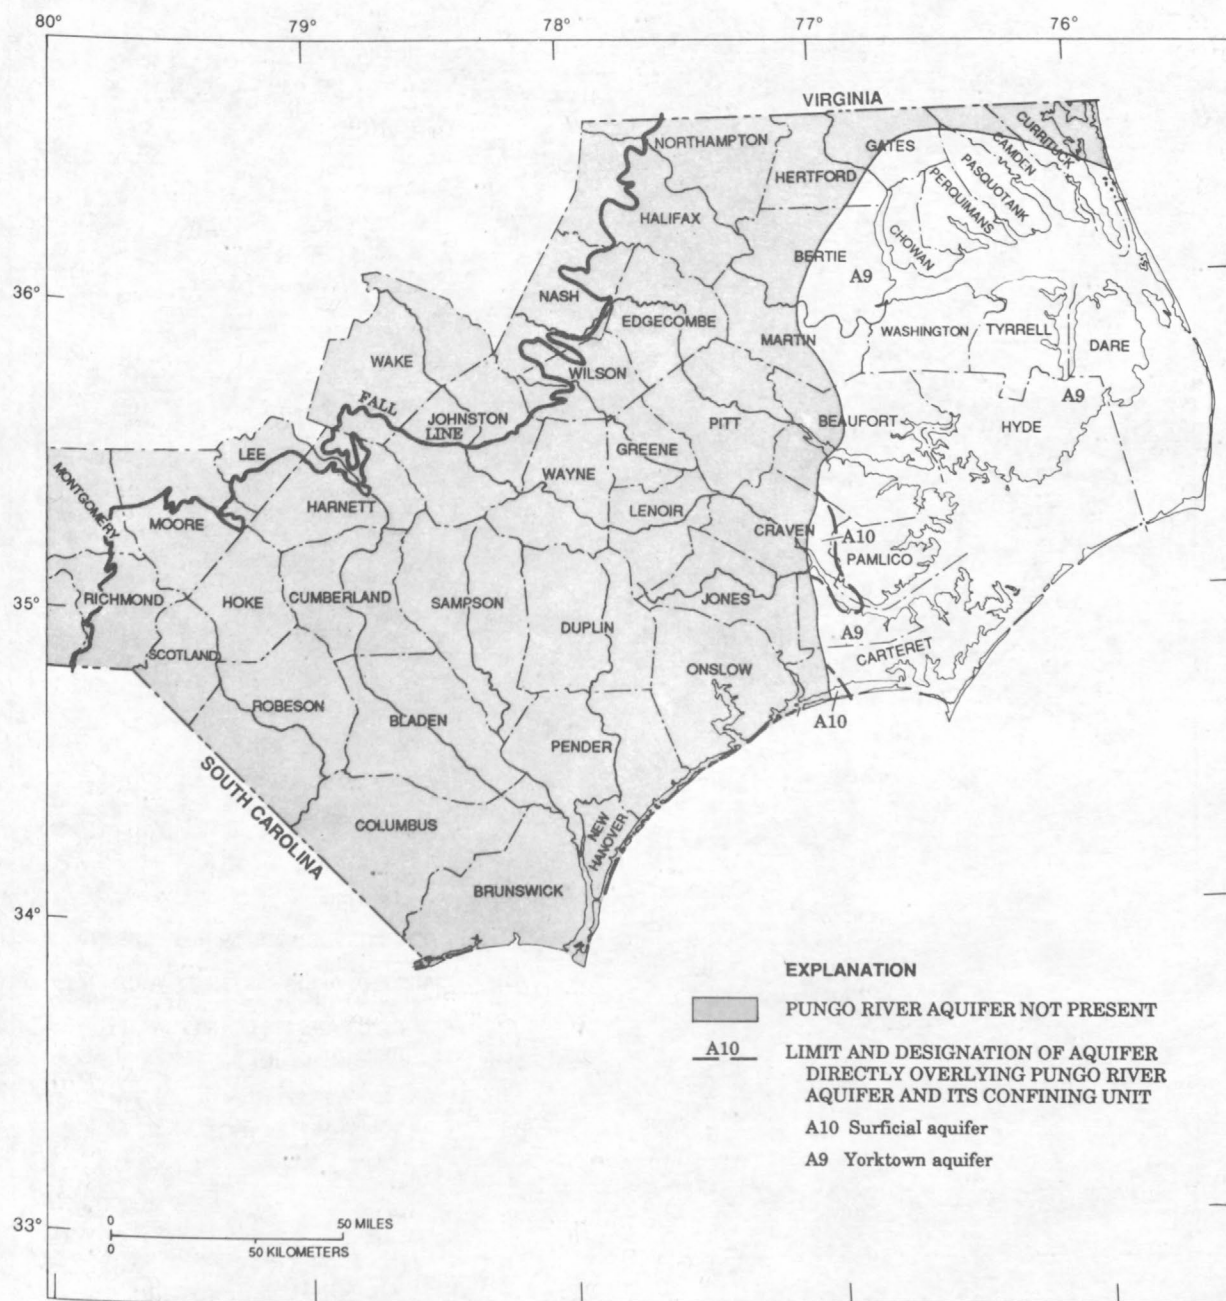 80°
79°
78°
77°
76°
VIRGINIA
NORTHAMPTON
GATES
CAMDEN
CURRITUCK
HERTFORD
PASQUOTANK
PERQUIMANS
HALIFAX
CHOWAN
BERTIE
A9
36°
NASH
EDGECOMBE
WASHINGTON
TYRRELL
DARE
MARTIN
WAKE
WILSON
A9
FALL
LINE
JOHNSTON
PITT
BEAUFORT
HYDE
LEE
GREENE
WAYNE
MONTGOMERY
HARNETT
LENOIR
MOORE
CRAVEN
A10
PAMLICO
35°
RICHMOND
HOKE
CUMBERLAND
SAMPSON
JONES
DUPLIN
A9
CARTERET
SCOTLAND
ONSLOW
ROBESON
BLADEN
A10
PENDER
SOUTH CAROLINA
COLUMBUS
NEW
HANOVER
BRUNSWICK
34°
EXPLANATION
PUNGO RIVER AQUIFER NOT PRESENT
A10
LIMIT AND DESIGNATION OF AQUIFER
DIRECTLY OVERLYING PUNGO RIVER
AQUIFER AND ITS CONFINING UNIT
A10 Surficial aquifer
A9 Yorktown aquifer
33°
0
50 MILES
0
50 KILOMETERS